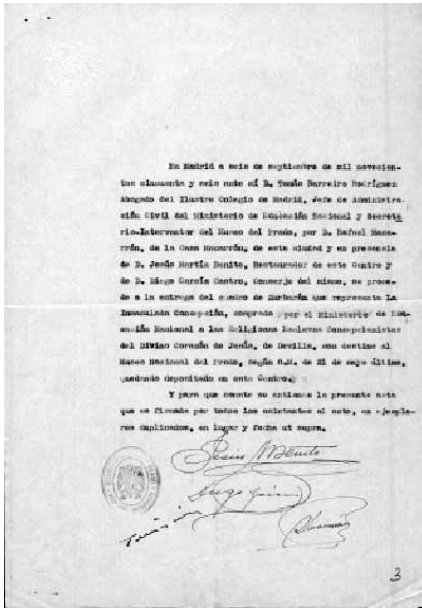 En Madrid a seis de septiembre de mil novecien-
tos cincuenta y seis ante mí D. Tomás Barreiro Rodríguez
Abogado del Ilustre Colegio de Madrid, Jefe de Administra-
ción Civil del Ministerio de Educación Nacional y Secreta
rio-Interventor del Museo del Prado, por D. Rafael Maca-
rrón, de la Casa Macarrón, de esta ciudad y en presencia
de D. Jesús Martín Benito, Restaurador de este Centro y
de D. Diego García Castro, Conserje del mismo, se proce-
de a la entrega del cuadro de Zurbarán que representa La
Inmaculada Concepción, comprado por el Ministerio de Edu-
cación Nacional a las Religiosas Esclavas Concepcionistas
del Divino Corazón de Jesús, de Sevilla, con destino al
Museo Nacional del Prado, según O.M. de 21 de mayo último,
quedando depositado en este Centro.
Y para que conste se extiende la presente acta
que es firmada por todos los asistentes al acto, en ejempla-
res duplicados, en lugar y fecha ut supra.
Jesus M Benito
3